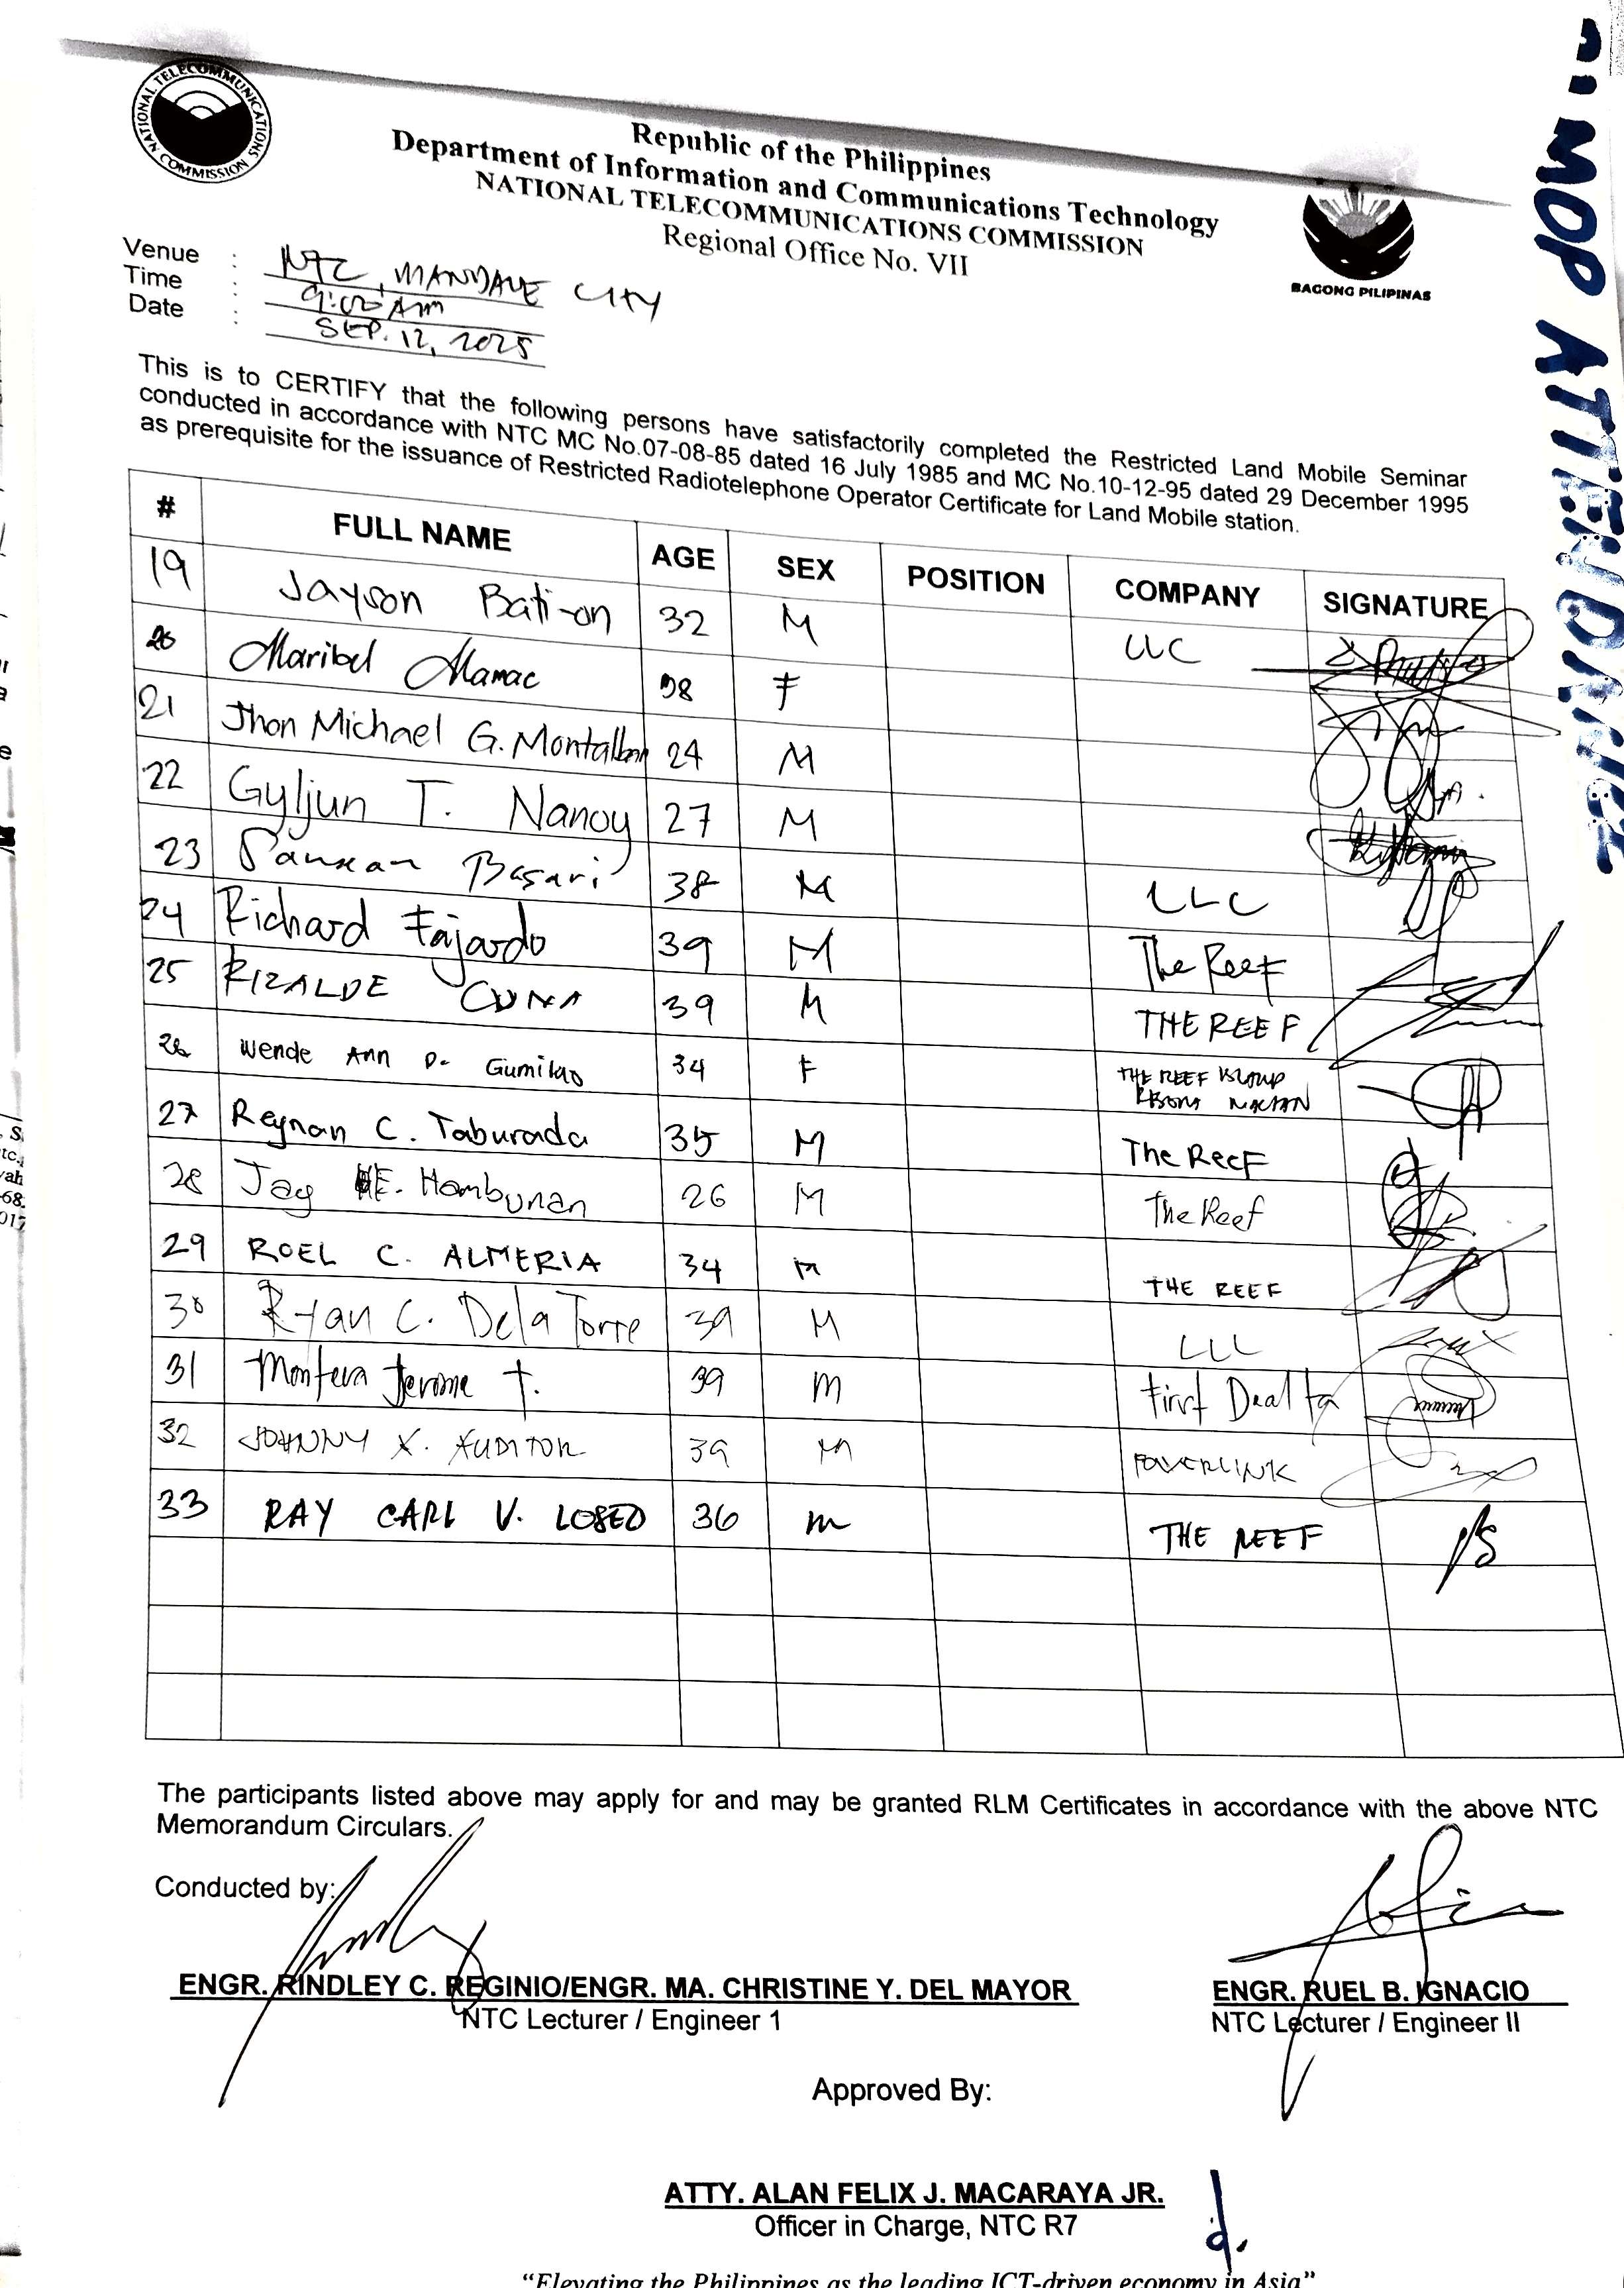 NATIONAL TELECOMMUNICATIONS COMMISSION
Republic of the Philippines
Department of Information and Communications Technology
NATIONAL TELECOMMUNICATIONS COMMISSION
Regional Office No. VII
BAGONG PILIPINAS
MOP ATTENDANCE
Venue : NTC, MANDAUE CITY
Time : 9:00 AM
Date : SEP. 12, 2025
This is to CERTIFY that the following persons have satisfactorily completed the Restricted Land Mobile Seminar
conducted in accordance with NTC MC No.07-08-85 dated 16 July 1985 and MC No.10-12-95 dated 29 December 1995
as prerequisite for the issuance of Restricted Radiotelephone Operator Certificate for Land Mobile station.
# FULL NAME AGE SEX POSITION COMPANY SIGNATURE
19 Jayson Bati-on 32 M LLC
20 Maribel Mamac 38 F
21 Jhon Michael G. Montalban 24 M
22 Gyljun T. Nanoy 27 M
23 Basari 38 M LLC
24 Richard Fajardo 39 M The Reef
25 RIZALDE CUNA 39 M THE REEF
26 Wende Ann D. Gumilao 34 F THE REEF ISLAND RESORT MACTAN
27 Reynan C. Taburada 35 M The Reef
28 Jay E. Hambunan 26 M The Reef
29 ROEL C. ALMERIA 34 M THE REEF
30 Ryan C. Dela Torre 39 M LLC
31 Jerome T. 39 M First Dealta
32 JOHNNY X. AUDITOR 39 M POWERLINK
33 RAY CARL V. LOSED 36 M THE REEF
The participants listed above may apply for and may be granted RLM Certificates in accordance with the above NTC
Memorandum Circulars.
Conducted by:
ENGR. RINDLEY C. REGINIO/ENGR. MA. CHRISTINE Y. DEL MAYOR
NTC Lecturer / Engineer 1
ENGR. RUEL B. IGNACIO
NTC Lecturer / Engineer II
Approved By:
ATTY. ALAN FELIX J. MACARAYA JR.
Officer in Charge, NTC R7
“Elevating the Philippines as the leading ICT-driven economy in Asia”